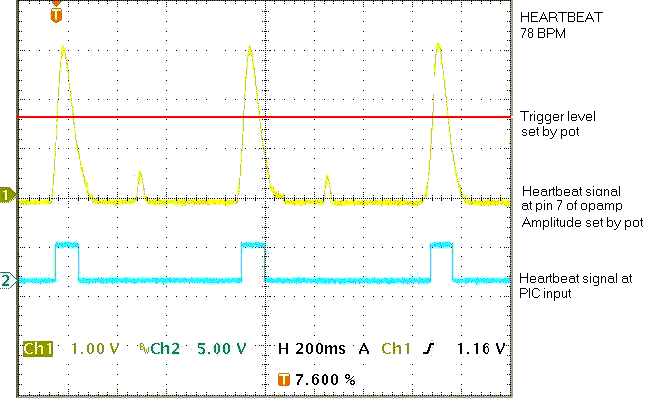 T
HEARTBEAT
78 BPM
Trigger level
set by pot
1
Heartbeat signal
at pin 7 of opamp
Amplitude set by pot
2
Heartbeat signal at
PIC input
Ch1 1.00 V BW Ch2 5.00 V H 200ms A Ch1 1.16 V
T 7.600 %